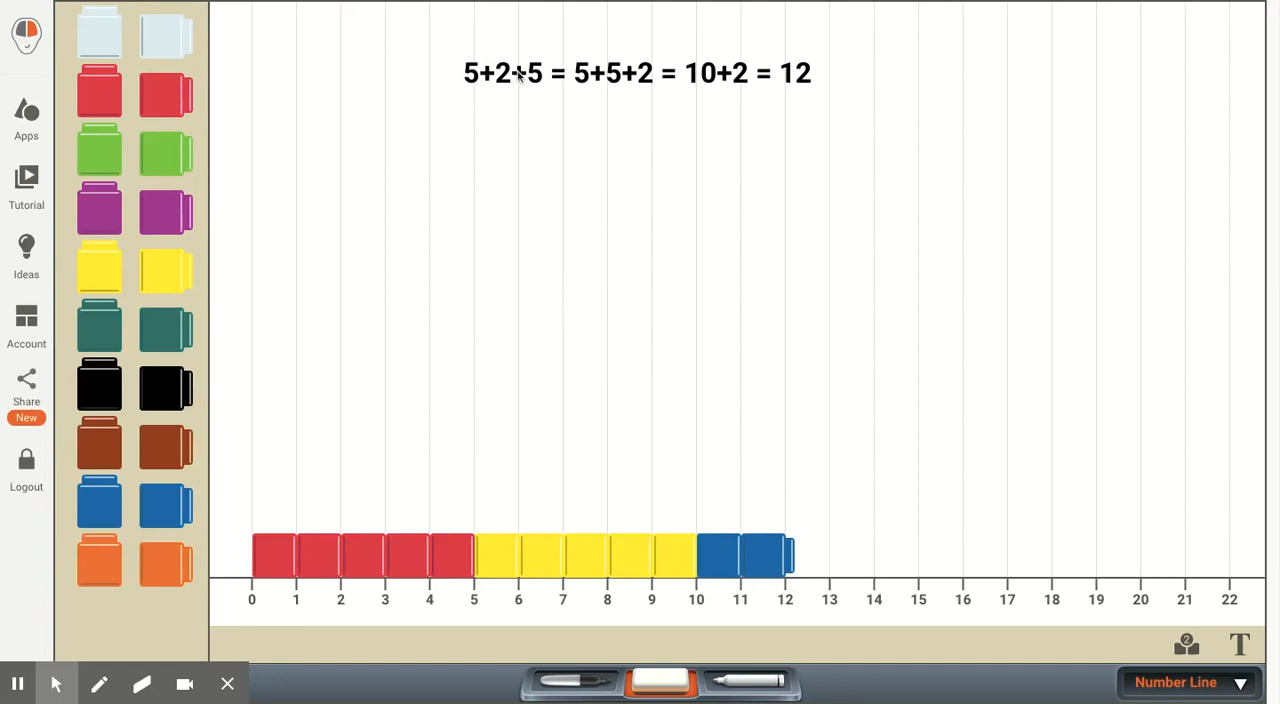 5+2+5 = 5+5+2 = 10+2 = 12
Apps
Tutorial
Ideas
Account
Share
New
Logout
0 1 2 3 4 5 6 7 8 9 10 11 12 13 14 15 16 17 18 19 20 21 22
2 T
Number Line